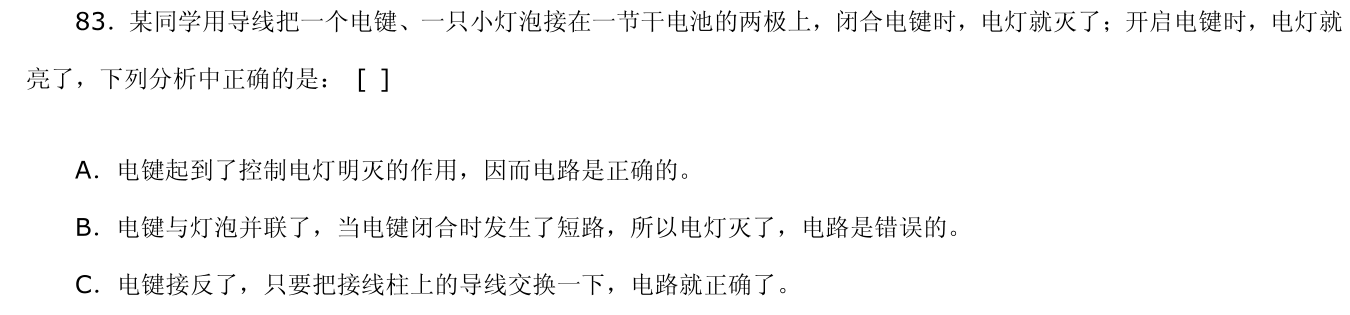 83．某同学用导线把一个电键、一只小灯泡接在一节干电池的两极上，闭合电键时，电灯就灭了；开启电键时，电灯就
亮了，下列分析中正确的是： [ ]
A．电键起到了控制电灯明灭的作用，因而电路是正确的。
B．电键与灯泡并联了，当电键闭合时发生了短路，所以电灯灭了，电路是错误的。
C．电键接反了，只要把接线柱上的导线交换一下，电路就正确了。